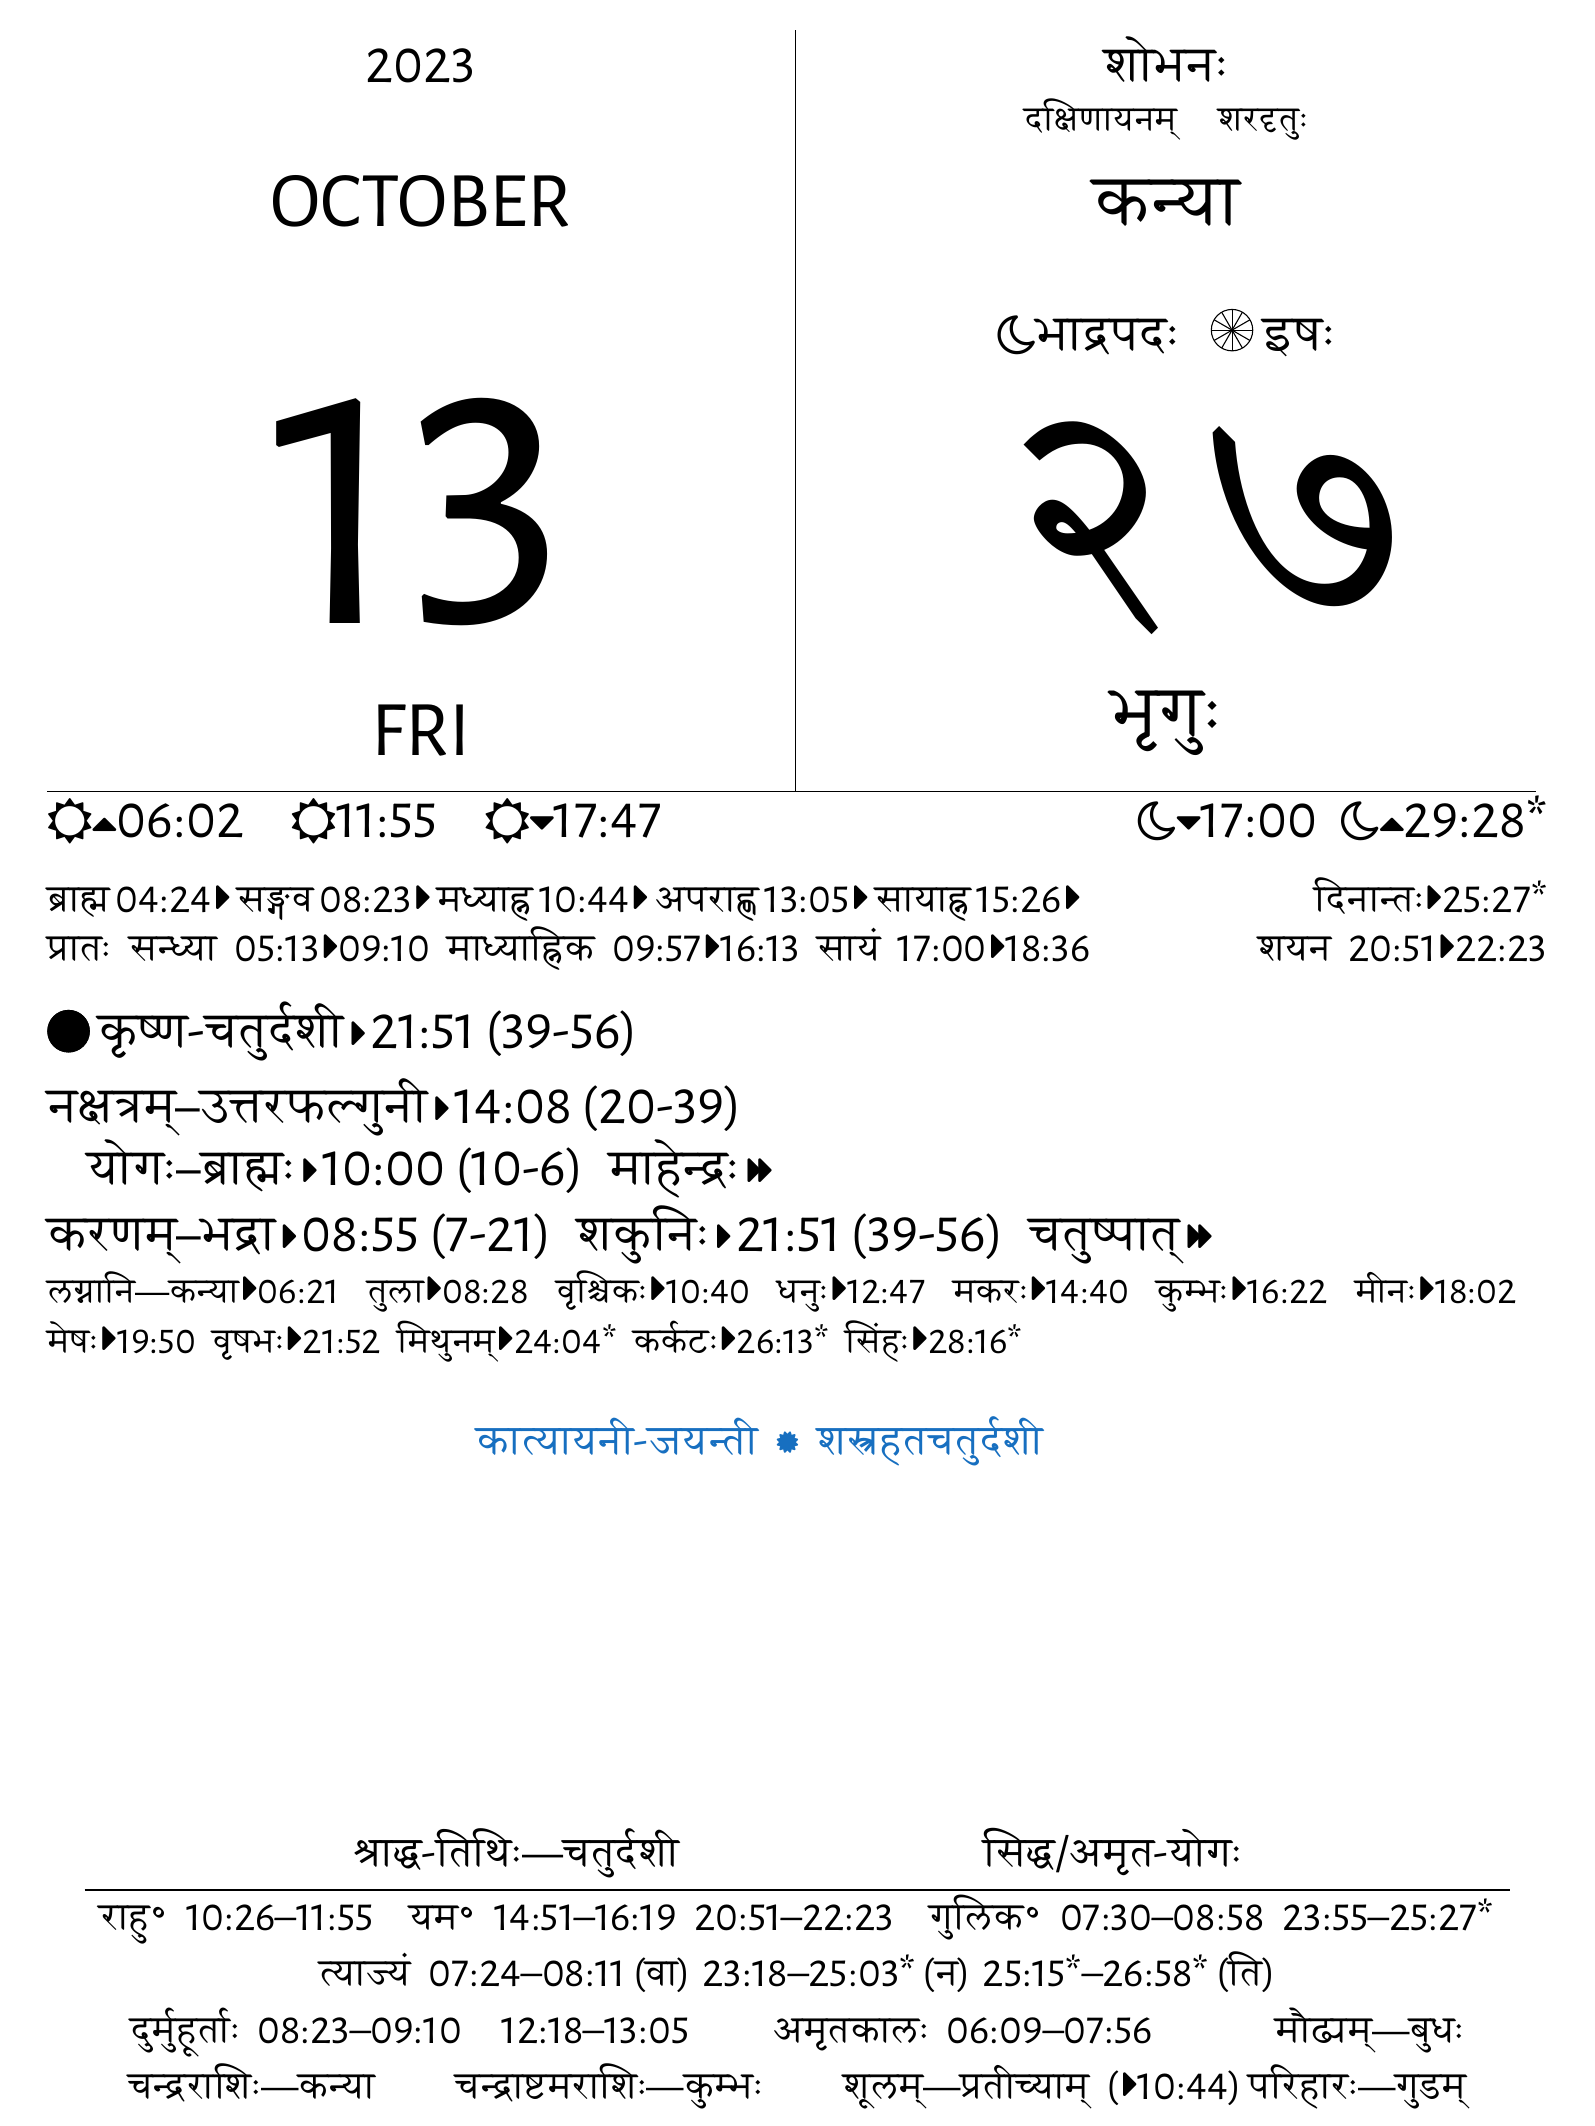 2023
OCTOBER
13
FRI
शोभनः
दक्षिणायनम् शरदृतुः
कन्या
भाद्रपदः इषः
२७
भृगुः
06:02 11:55 17:47 17:00 29:28*
ब्राह्म 04:24 सङ्गव 08:23 मध्याह्न 10:44 अपराह्ण 13:05 सायाह्न 15:26 दिनान्तः 25:27*
प्रातः सन्ध्या 05:13 09:10 माध्याह्निक 09:57 16:13 सायं 17:00 18:36 शयन 20:51 22:23
कृष्ण-चतुर्दशी 21:51 (39-56)
नक्षत्रम्–उत्तरफल्गुनी 14:08 (20-39)
योगः–ब्राह्मः 10:00 (10-6) माहेन्द्रः
करणम्–भद्रा 08:55 (7-21) शकुनिः 21:51 (39-56) चतुष्पात्
लग्नानि—कन्या 06:21 तुला 08:28 वृश्चिकः 10:40 धनुः 12:47 मकरः 14:40 कुम्भः 16:22 मीनः 18:02
मेषः 19:50 वृषभः 21:52 मिथुनम् 24:04* कर्कटः 26:13* सिंहः 28:16*
कात्यायनी-जयन्ती ✹ शस्त्रहतचतुर्दशी
श्राद्ध-तिथिः—चतुर्दशी सिद्ध/अमृत-योगः
राहु॰ 10:26–11:55 यम॰ 14:51–16:19 20:51–22:23 गुलिक॰ 07:30–08:58 23:55–25:27*
त्याज्यं 07:24–08:11 (वा) 23:18–25:03* (न) 25:15*–26:58* (ति)
दुर्मुहूर्ताः 08:23–09:10 12:18–13:05 अमृतकालः 06:09–07:56 मौढ्यम्—बुधः
चन्द्रराशिः—कन्या चन्द्राष्टमराशिः—कुम्भः शूलम्—प्रतीच्याम् (10:44) परिहारः—गुडम्